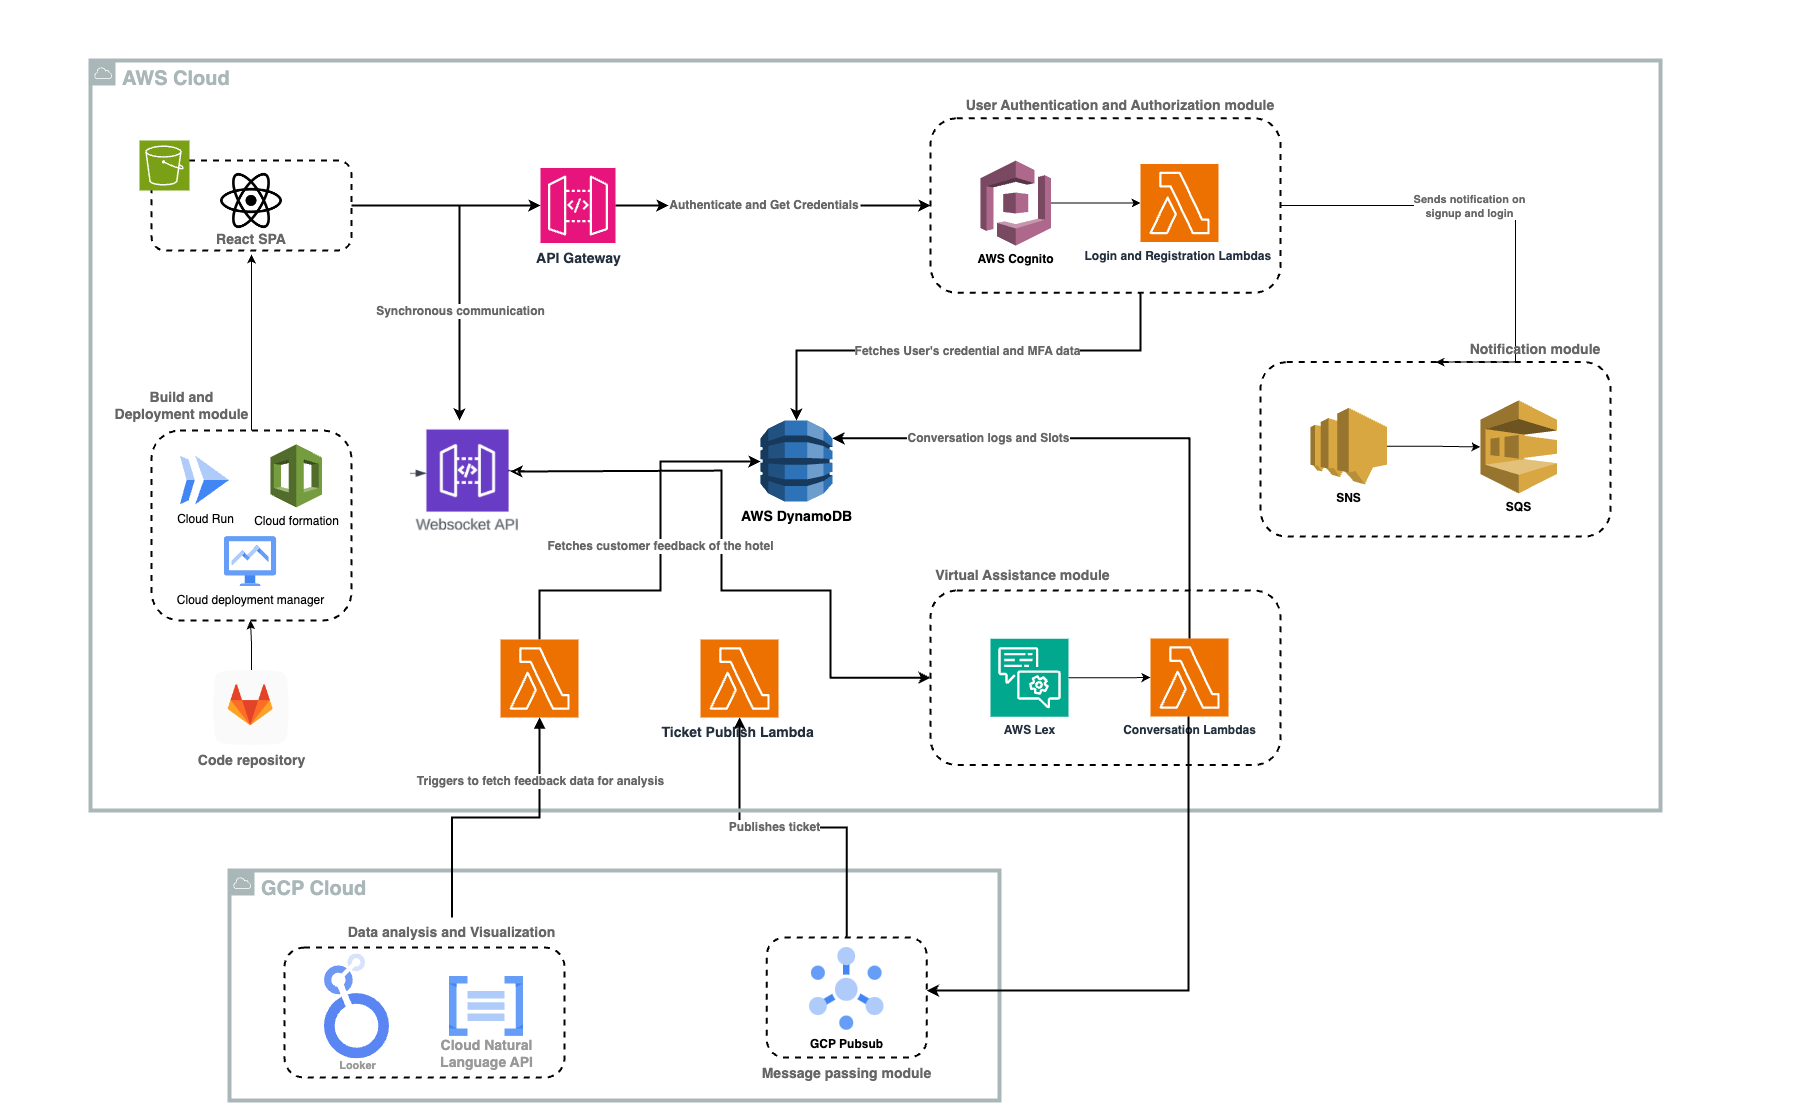 AWS Cloud
User Authentication and Authorization module
React SPA
API Gateway
Authenticate and Get Credentials
AWS Cognito
Login and Registration Lambdas
Sends notification on
signup and login
Synchronous communication
Fetches User's credential and MFA data
Notification module
Build and
Deployment module
Cloud Run
Cloud formation
Cloud deployment manager
Websocket API
AWS DynamoDB
Conversation logs and Slots
SNS
SQS
Fetches customer feedback of the hotel
Virtual Assistance module
Code repository
Ticket Publish Lambda
AWS Lex
Conversation Lambdas
Triggers to fetch feedback data for analysis
Publishes ticket
GCP Cloud
Data analysis and Visualization
Looker
Cloud Natural
Language API
GCP Pubsub
Message passing module